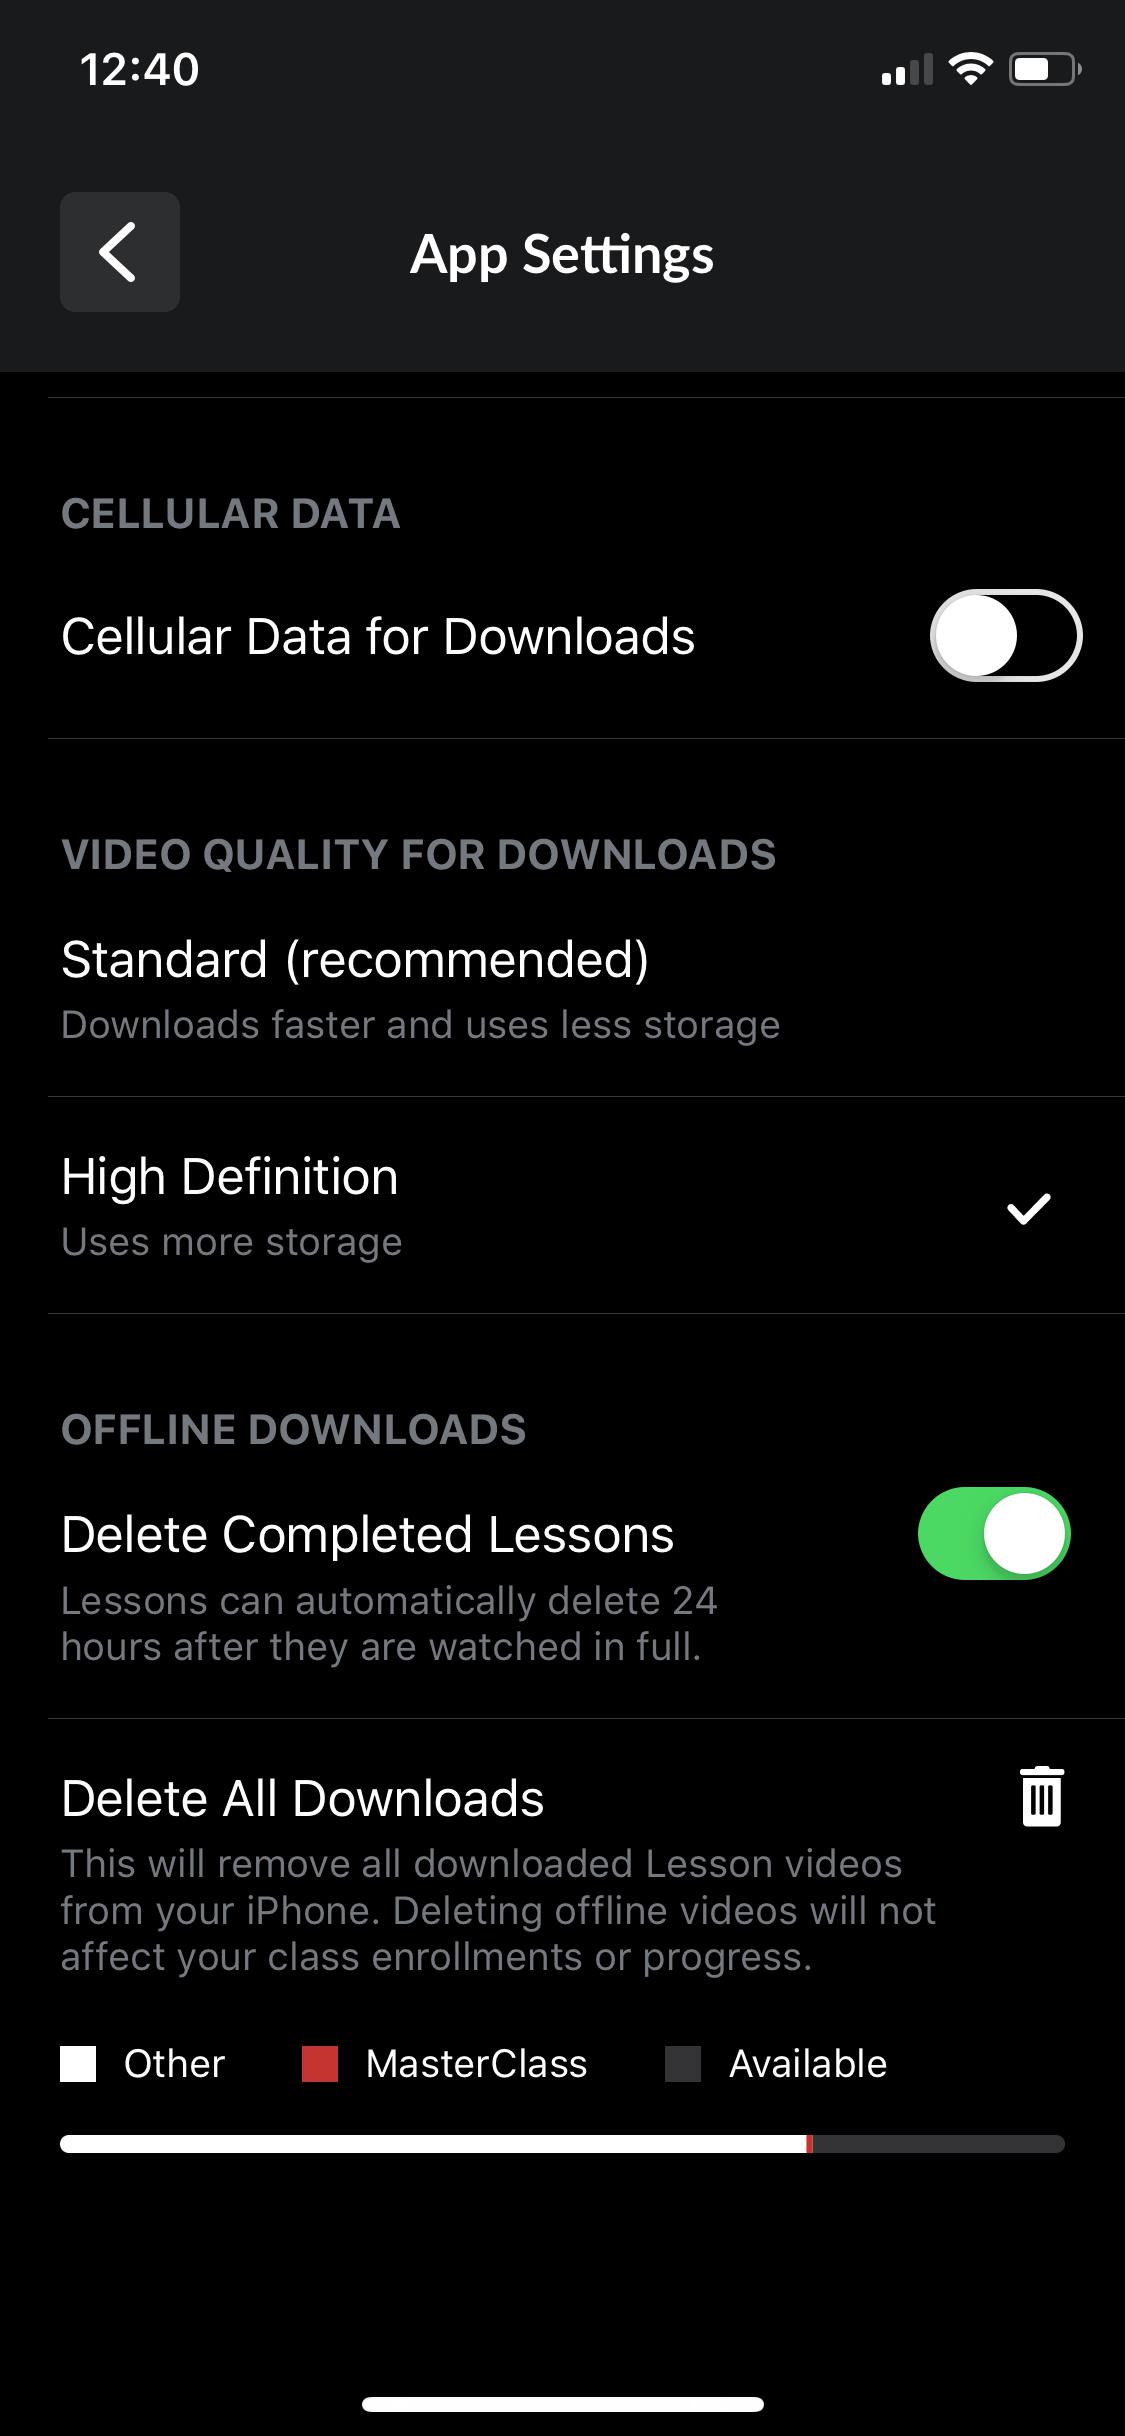 12:40
App Settings
CELLULAR DATA
Cellular Data for Downloads
VIDEO QUALITY FOR DOWNLOADS
Standard (recommended)
Downloads faster and uses less storage
High Definition
Uses more storage
OFFLINE DOWNLOADS
Delete Completed Lessons
Lessons can automatically delete 24
hours after they are watched in full.
Delete All Downloads
This will remove all downloaded Lesson videos
from your iPhone. Deleting offline videos will not
affect your class enrollments or progress.
Other MasterClass Available